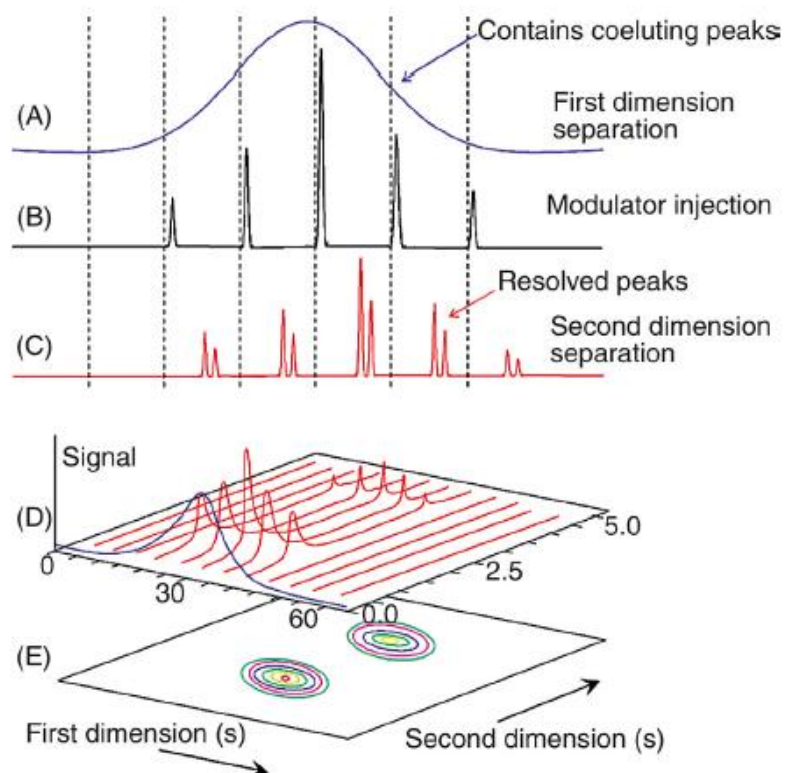 Contains coeluting peaks
(A)
First dimension
separation
(B)
Modulator injection
Resolved peaks
(C)
Second dimension
separation
Signal
(D)
0
30
60
0.0
2.5
5.0
(E)
First dimension (s)
Second dimension (s)